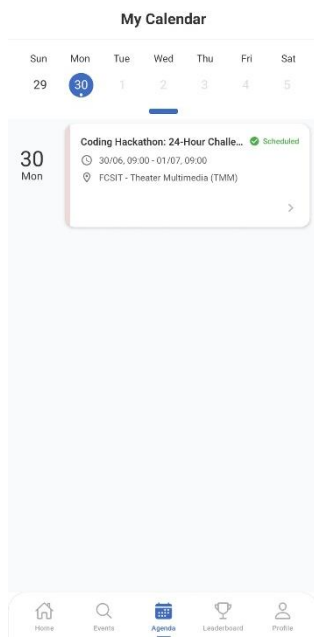 My Calendar
Sun Mon Tue Wed Thu Fri Sat
29 30 1 2 3 4 5
30
Mon
Coding Hackathon: 24-Hour Challe... Scheduled
30/06, 09:00 - 01/07, 09:00
FCSIT - Theater Multimedia (TMM)
Home Events Agenda Leaderboard Profile